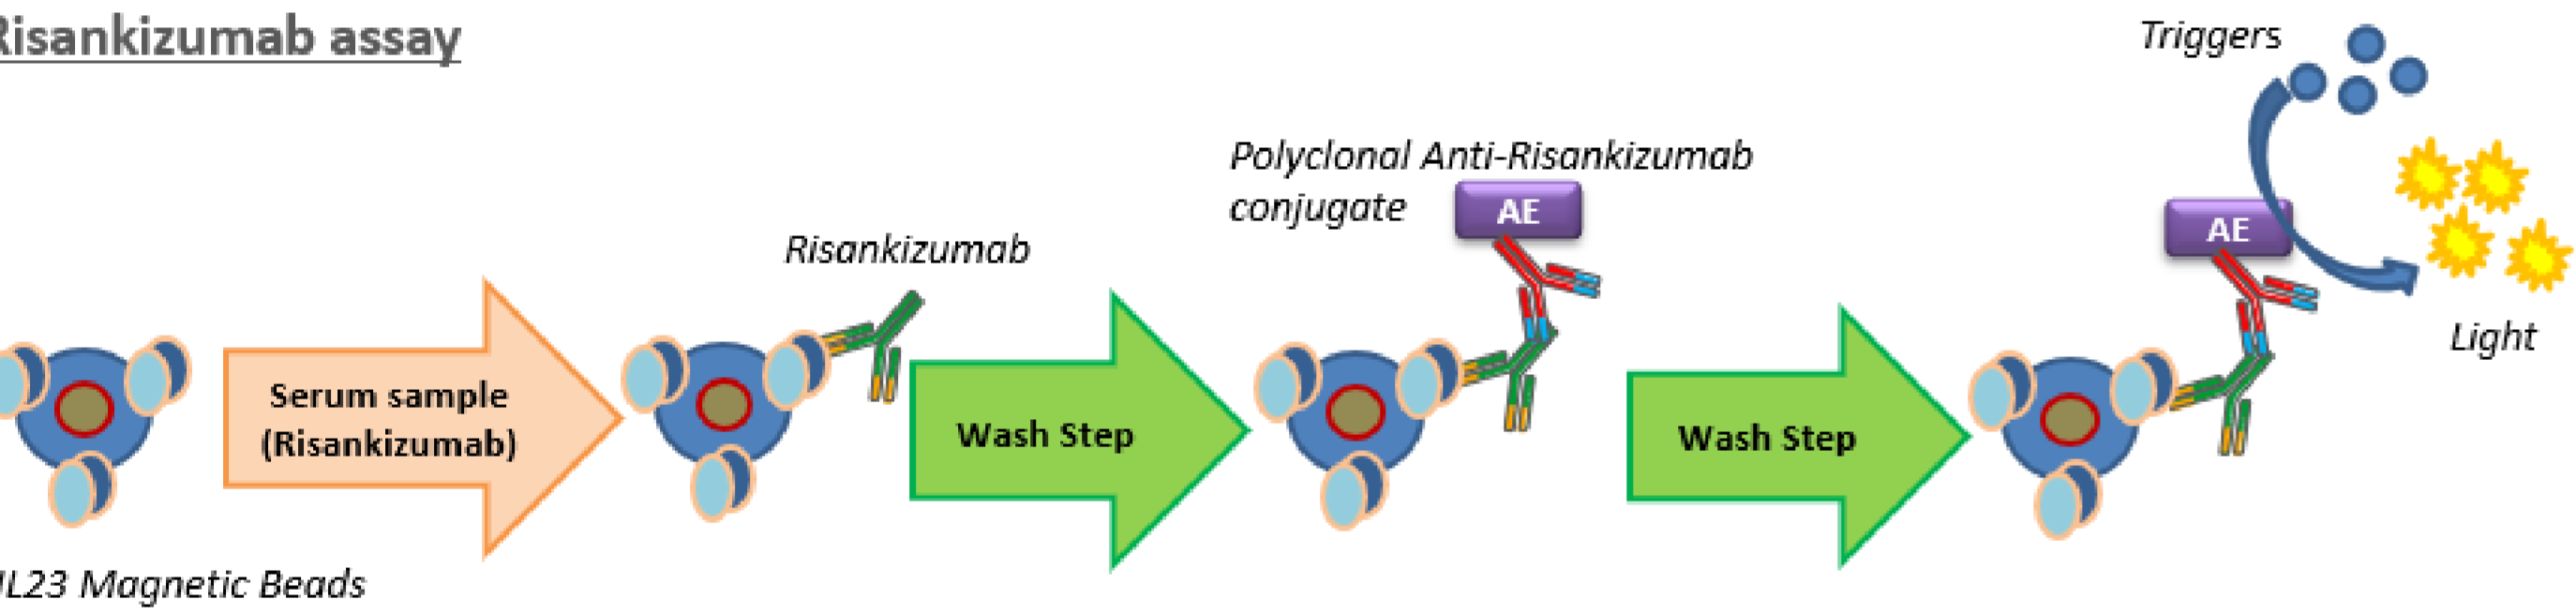 Risankizumab assay
Triggers
Polyclonal Anti-Risankizumab
conjugate
AE
AE
Risankizumab
Light
Serum sample
(Risankizumab)
Wash Step
Wash Step
IL23 Magnetic Beads